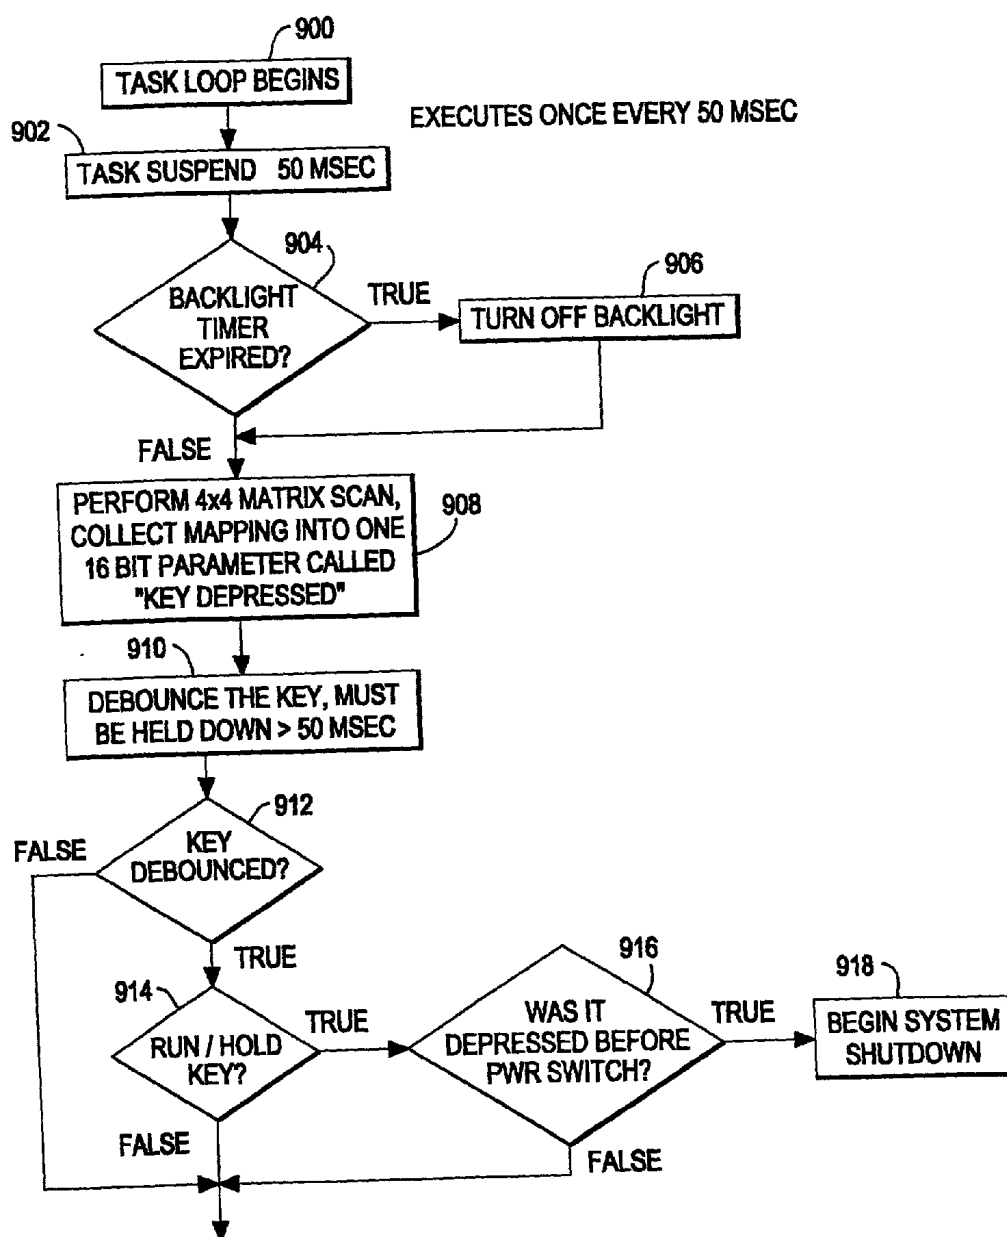 900
TASK LOOP BEGINS
EXECUTES ONCE EVERY 50 MSEC
902
TASK SUSPEND 50 MSEC
904
BACKLIGHT
TIMER
EXPIRED?
TRUE
906
TURN OFF BACKLIGHT
FALSE
PERFORM 4x4 MATRIX SCAN,
COLLECT MAPPING INTO ONE
16 BIT PARAMETER CALLED
"KEY DEPRESSED"
908
910
DEBOUNCE THE KEY, MUST
BE HELD DOWN > 50 MSEC
912
KEY
DEBOUNCED?
FALSE
TRUE
914
RUN / HOLD
KEY?
TRUE
916
WAS IT
DEPRESSED BEFORE
PWR SWITCH?
TRUE
918
BEGIN SYSTEM
SHUTDOWN
FALSE
FALSE